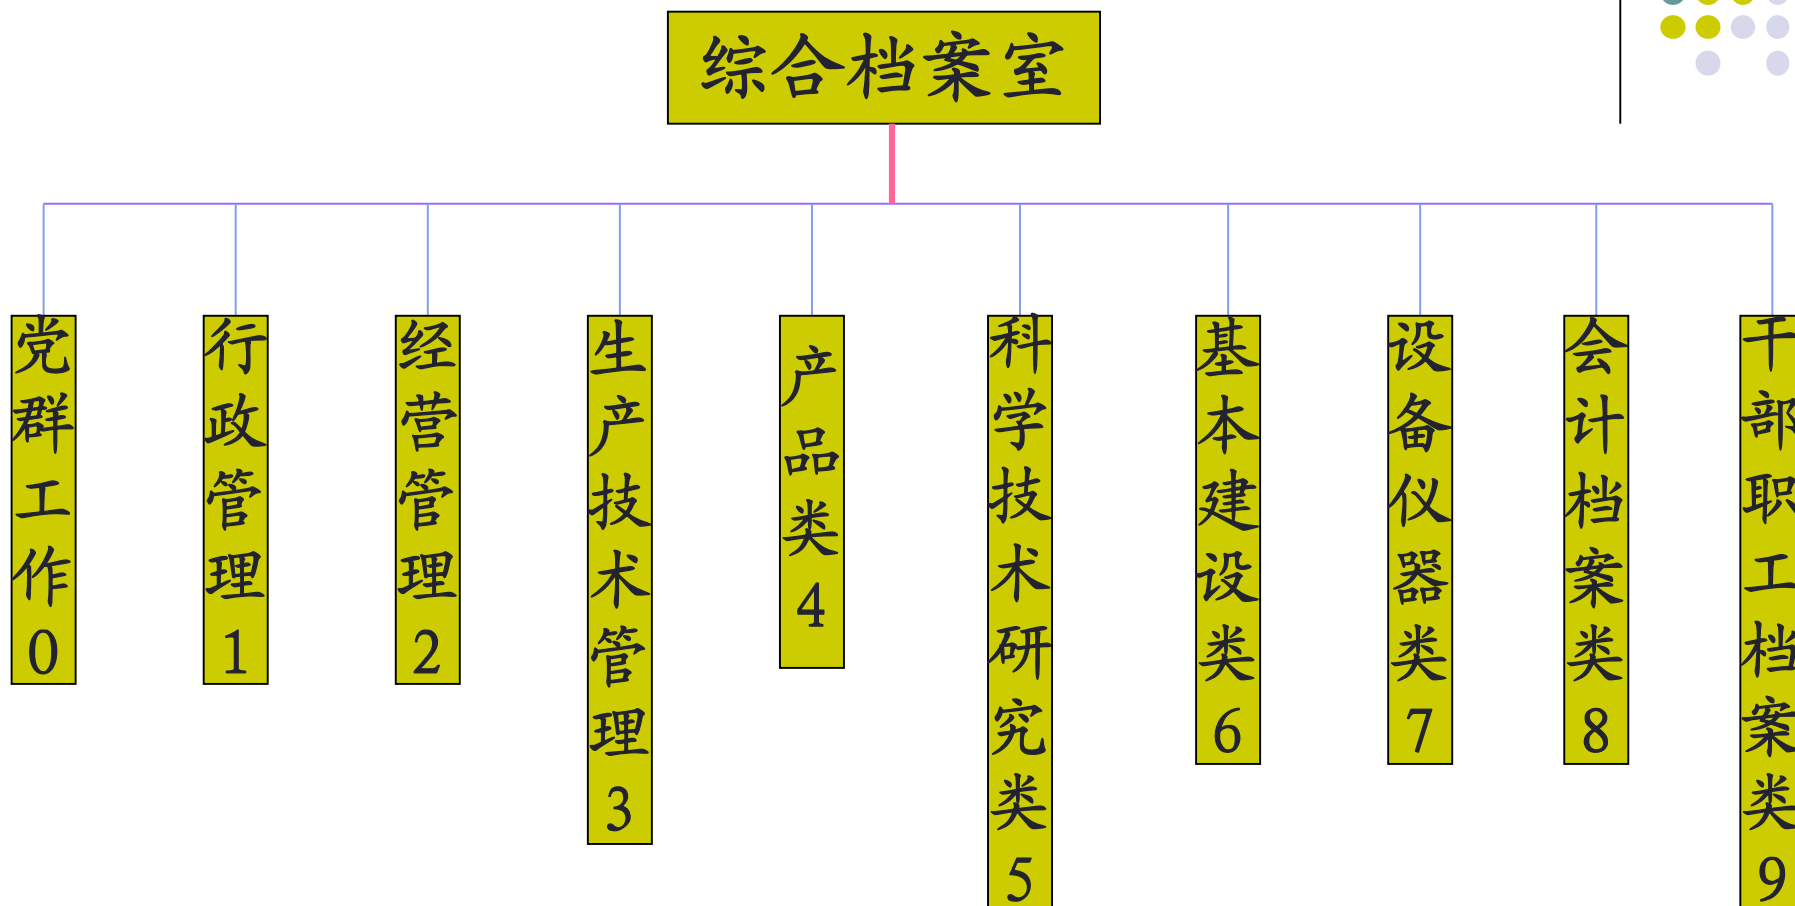 综合档案室
党群工作0
行政管理1
经营管理2
生产技术管理3
产品类4
科学技术研究类5
基本建设类6
设备仪器类7
会计档案类8
干部职工档案类9